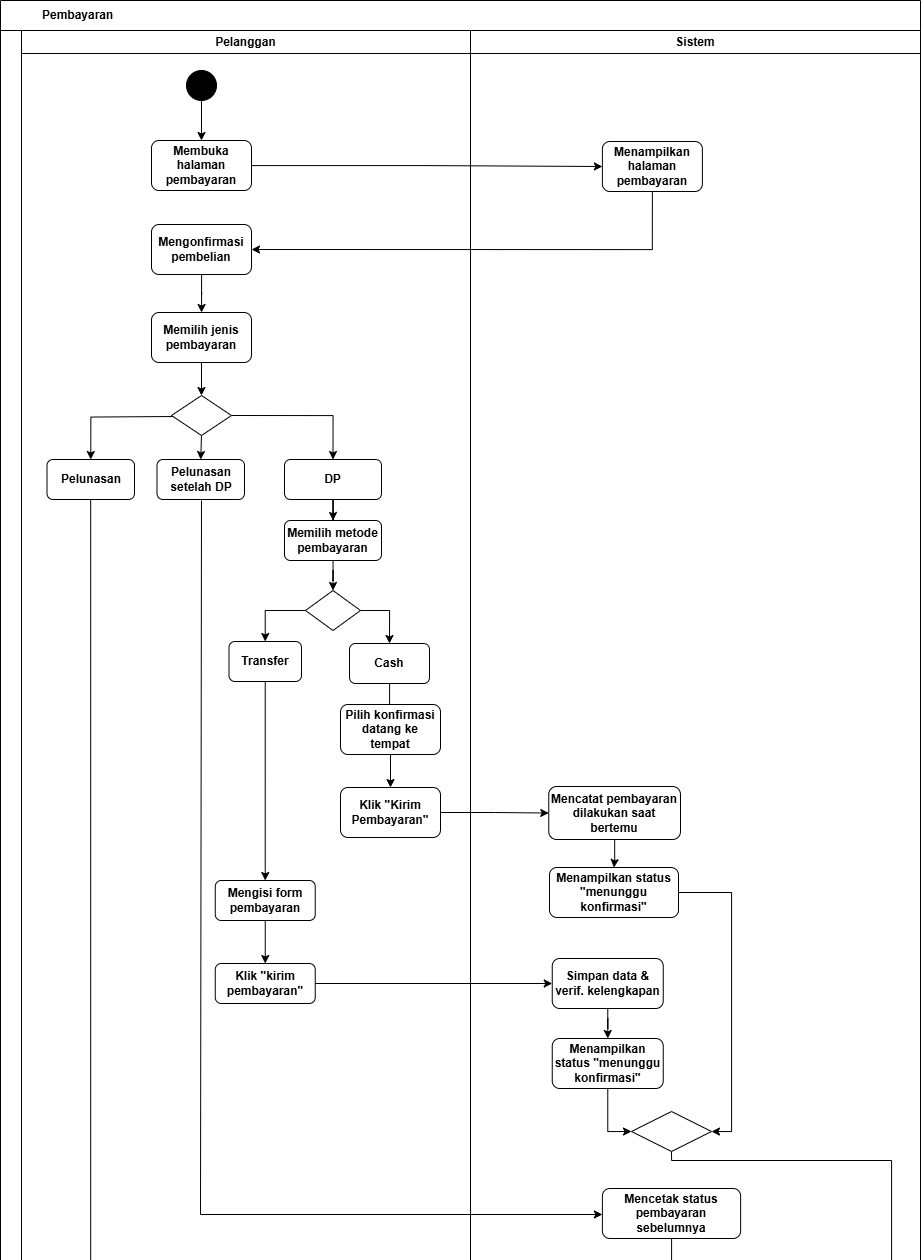 Pembayaran
Pelanggan
Sistem
Membuka
halaman
pembayaran
Menampilkan
halaman
pembayaran
Mengonfirmasi
pembelian
Memilih jenis
pembayaran
Pelunasan
Pelunasan
setelah DP
DP
Memilih metode
pembayaran
Transfer
Cash
Pilih konfirmasi
datang ke
tempat
Klik "Kirim
Pembayaran"
Mencatat pembayaran
dilakukan saat
bertemu
Menampilkan status
"menunggu
konfirmasi"
Mengisi form
pembayaran
Klik "kirim
pembayaran"
Simpan data &
verif. kelengkapan
Menampilkan
status "menunggu
konfirmasi"
Mencetak status
pembayaran
sebelumnya